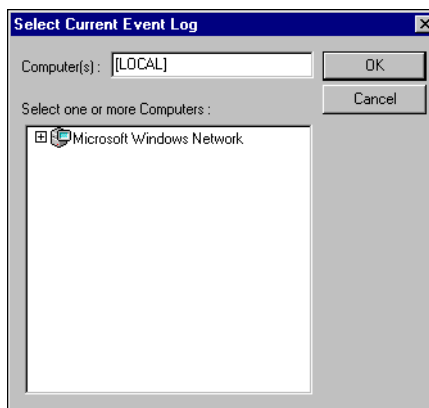 Select Current Event Log
Computer(s) : [LOCAL]
OK
Cancel
Select one or more Computers :
Microsoft Windows Network